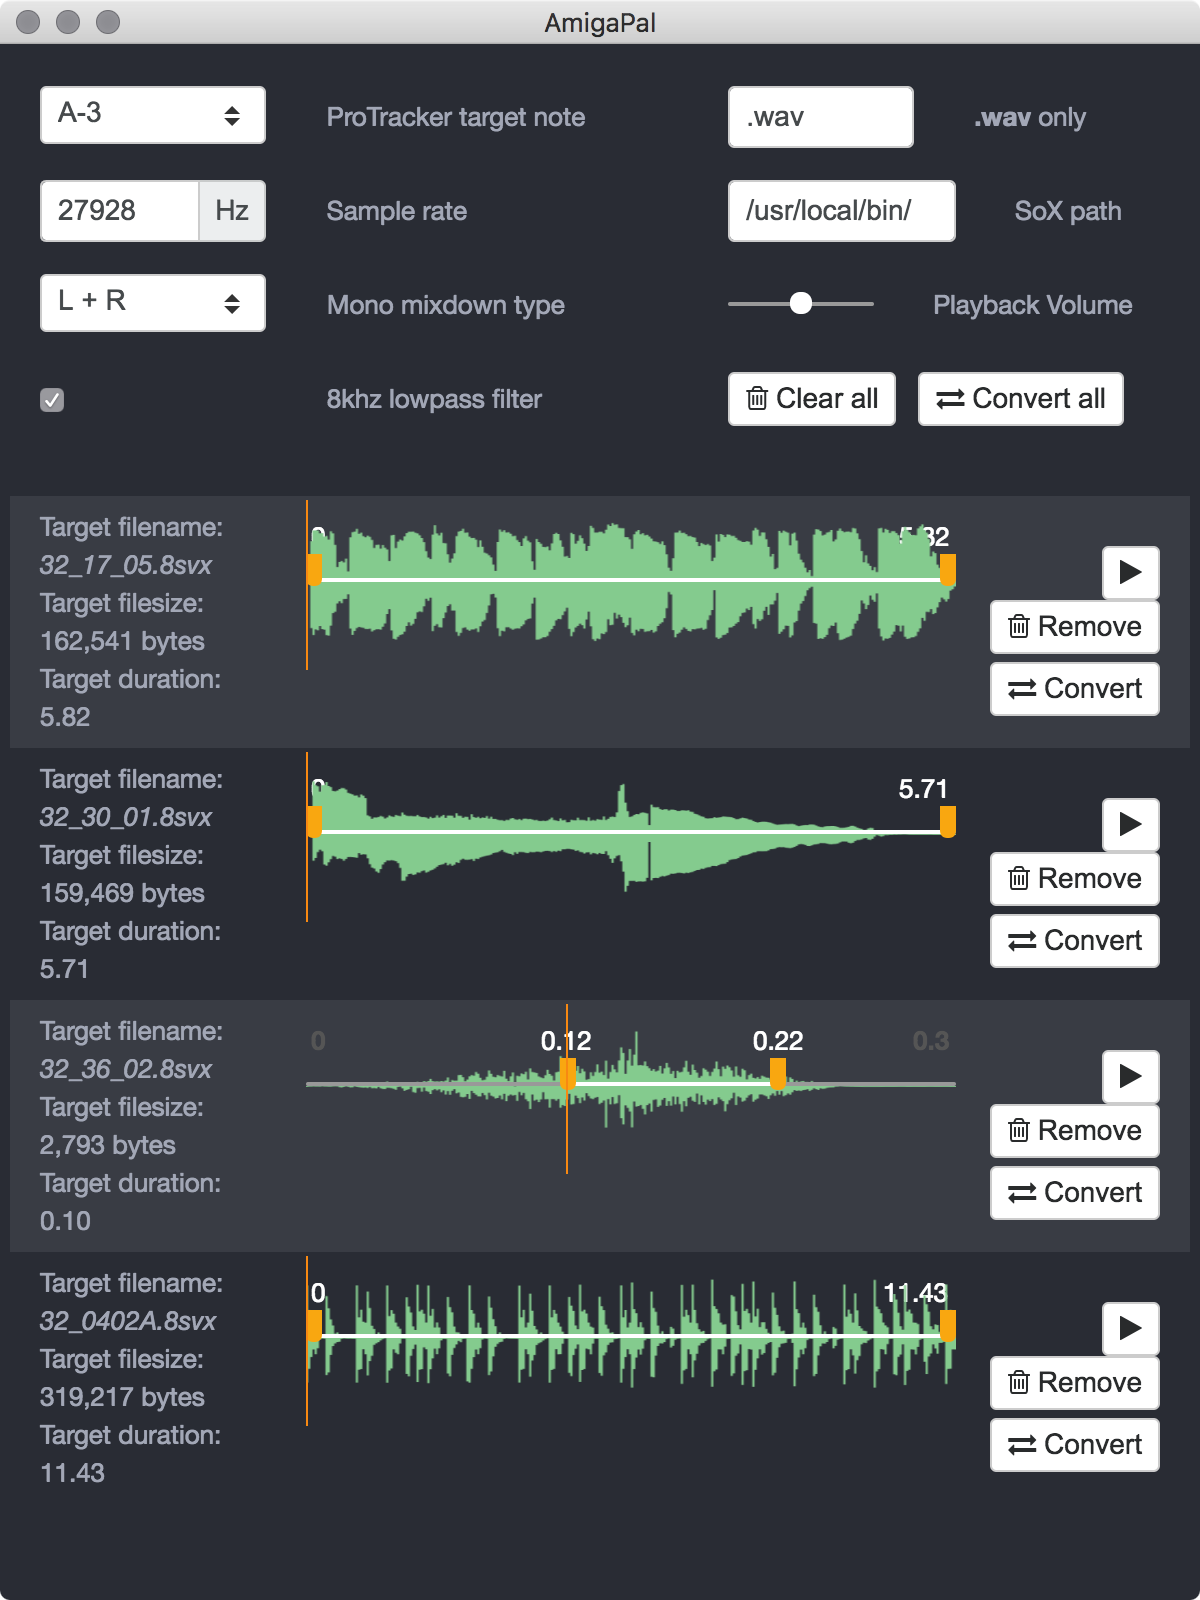 AmigaPal
A-3 ProTracker target note .wav .wav only
27928 Hz Sample rate /usr/local/bin/ SoX path
L + R Mono mixdown type Playback Volume
8khz lowpass filter Clear all Convert all
Target filename:
32_17_05.8svx
Target filesize:
162,541 bytes
Target duration:
5.82
0 5.82
Remove
Convert
Target filename:
32_30_01.8svx
Target filesize:
159,469 bytes
Target duration:
5.71
0 5.71
Remove
Convert
Target filename:
32_36_02.8svx
Target filesize:
2,793 bytes
Target duration:
0.10
0 0.12 0.22 0.3
Remove
Convert
Target filename:
32_0402A.8svx
Target filesize:
319,217 bytes
Target duration:
11.43
0 11.43
Remove
Convert